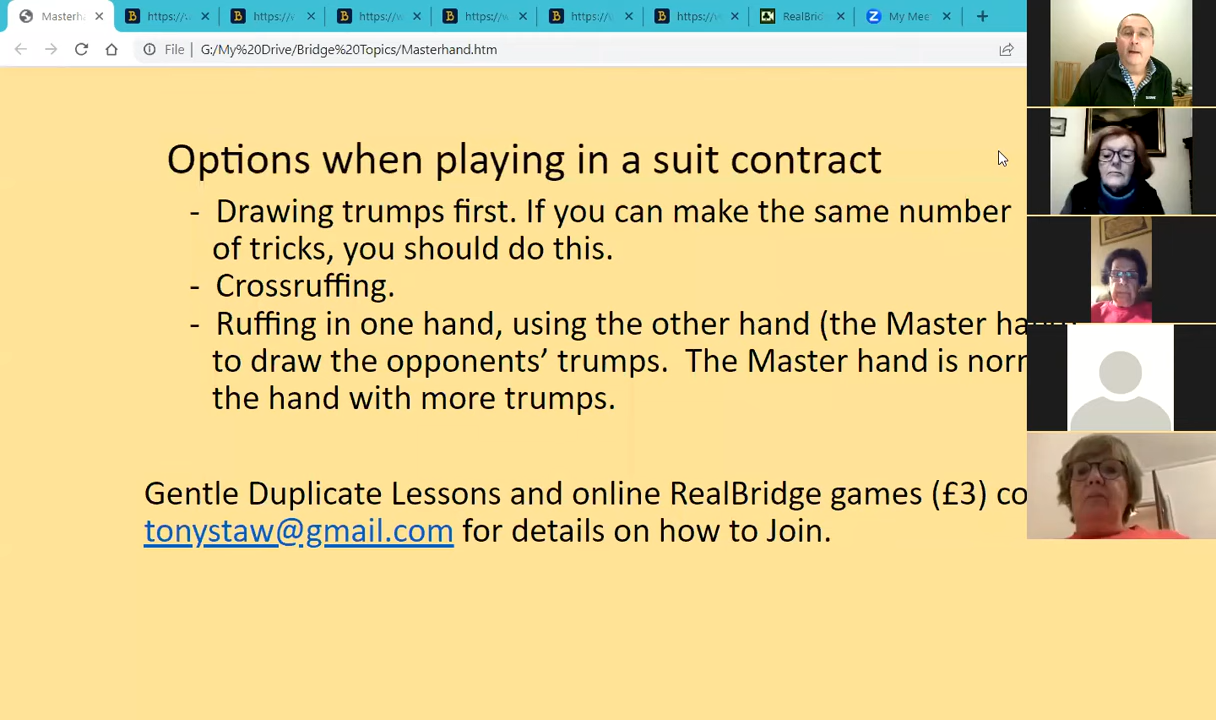 Masterh
https://
https://
https://
https://
https://
https://
RealBri
My Mee
File
G:/My%20Drive/Bridge%20Topics/Masterhand.htm
Options when playing in a suit contract
- Drawing trumps first. If you can make the same number
of tricks, you should do this.
- Crossruffing.
- Ruffing in one hand, using the other hand (the Master ha
to draw the opponents’ trumps. The Master hand is nor
the hand with more trumps.
Gentle Duplicate Lessons and online RealBridge games (£3) co
tonystaw@gmail.com for details on how to Join.